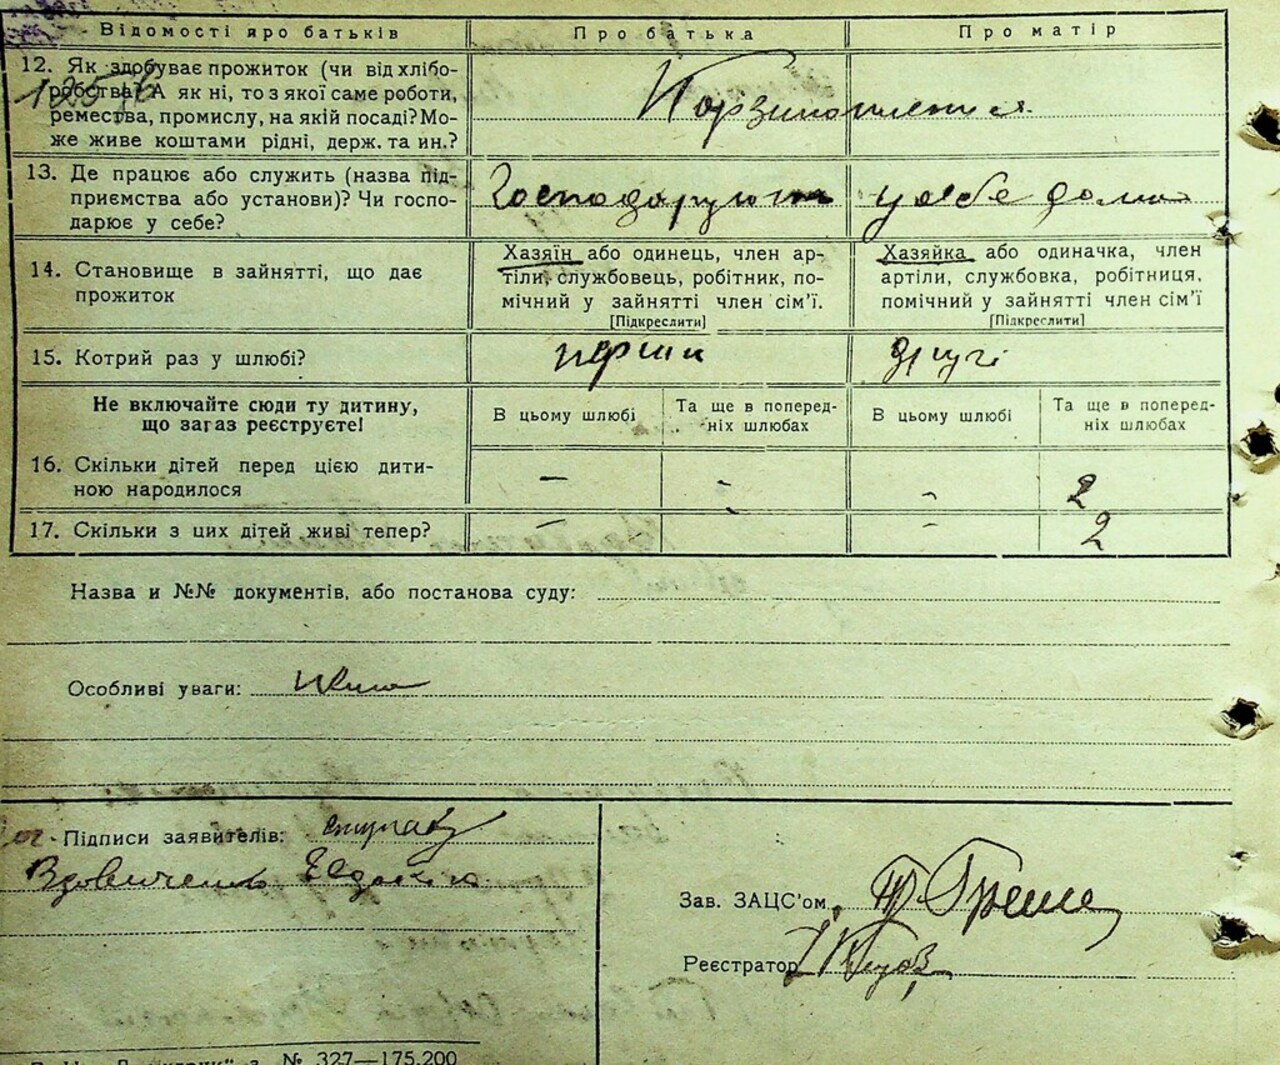 Відомості про батьків
Про батька
Про матір
12. Як здобуває прожиток (чи від хлібо-
робства? А як ні, то з якої саме роботи,
ремества, промислу, на якій посаді? Мо-
же живе коштами рідні, держ. та ин.?
13. Де працює або служить (назва під-
приємства або установи)? Чи госпо-
дарює у себе?
Господарують у себе дома
14. Становище в зайнятті, що дає
прожиток
Хазяїн або одинець, член ар-
тіли, службовець, робітник, по-
мічний у зайнятті член сім'ї.
[Підкреслити]
Хазяйка або одиначка, член
артіли, службовка, робітниця,
помічний у зайнятті член сім'ї
[Підкреслити]
15. Котрий раз у шлюбі?
перши
другі
Не включайте сюди ту дитину,
що загаз реєструєте!
В цьому шлюбі
Та ще в поперед-
ніх шлюбах
В цьому шлюбі
Та ще в поперед-
ніх шлюбах
16. Скільки дітей перед цією дити-
ною народилося
- - - 2
17. Скільки з цих дітей живі тепер?
- - - 2
Назва и №№ документів, або постанова суду:
Особливі уваги:
Підписи заявителів:
Вдовиченко Евдокія
Зав. ЗАЦС'ом
Реєстратор
№ 327—175.200